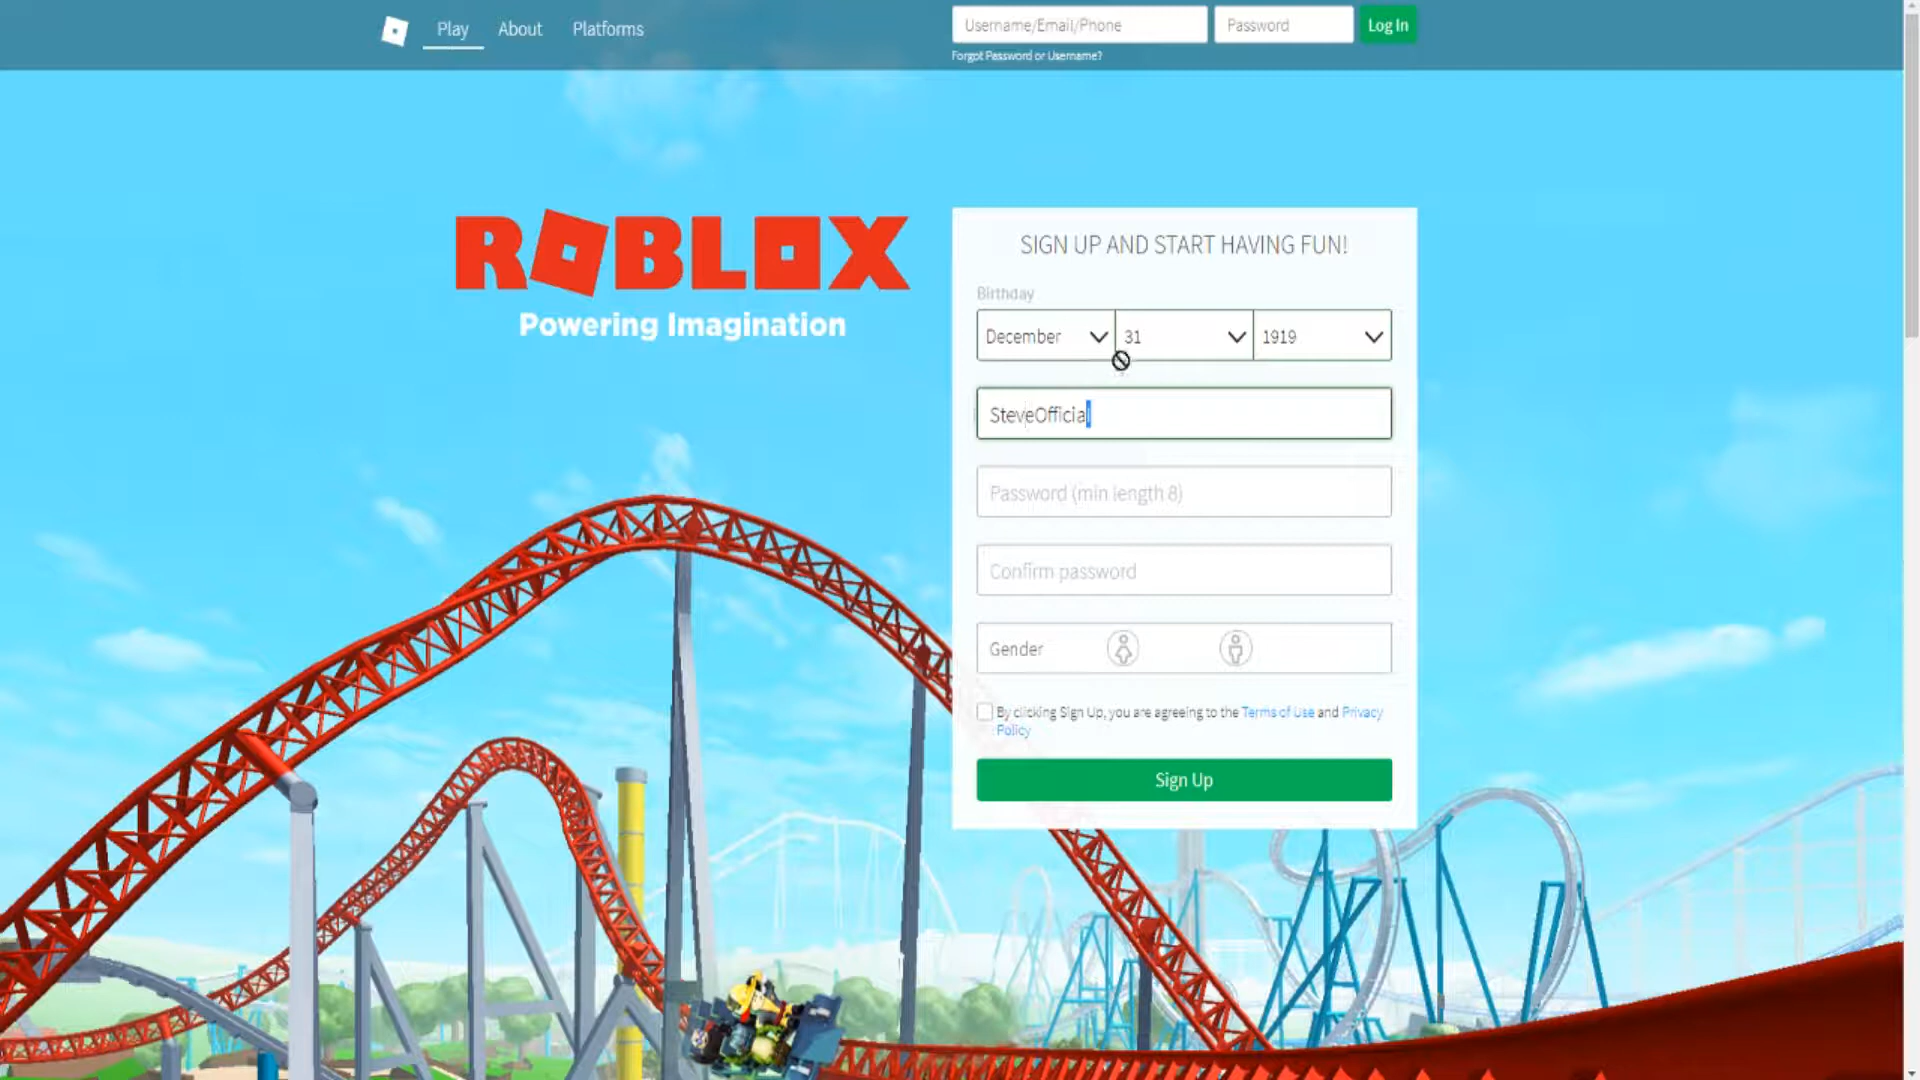 Play About Platforms
Username/Email/Phone Password Log In
Forgot Password or Username?
ROBLOX
Powering Imagination
SIGN UP AND START HAVING FUN!
Birthday
December 31 1919
SteveOfficial
Password (min length 8)
Confirm password
Gender
By clicking Sign Up, you are agreeing to the Terms of Use and Privacy
Policy
Sign Up